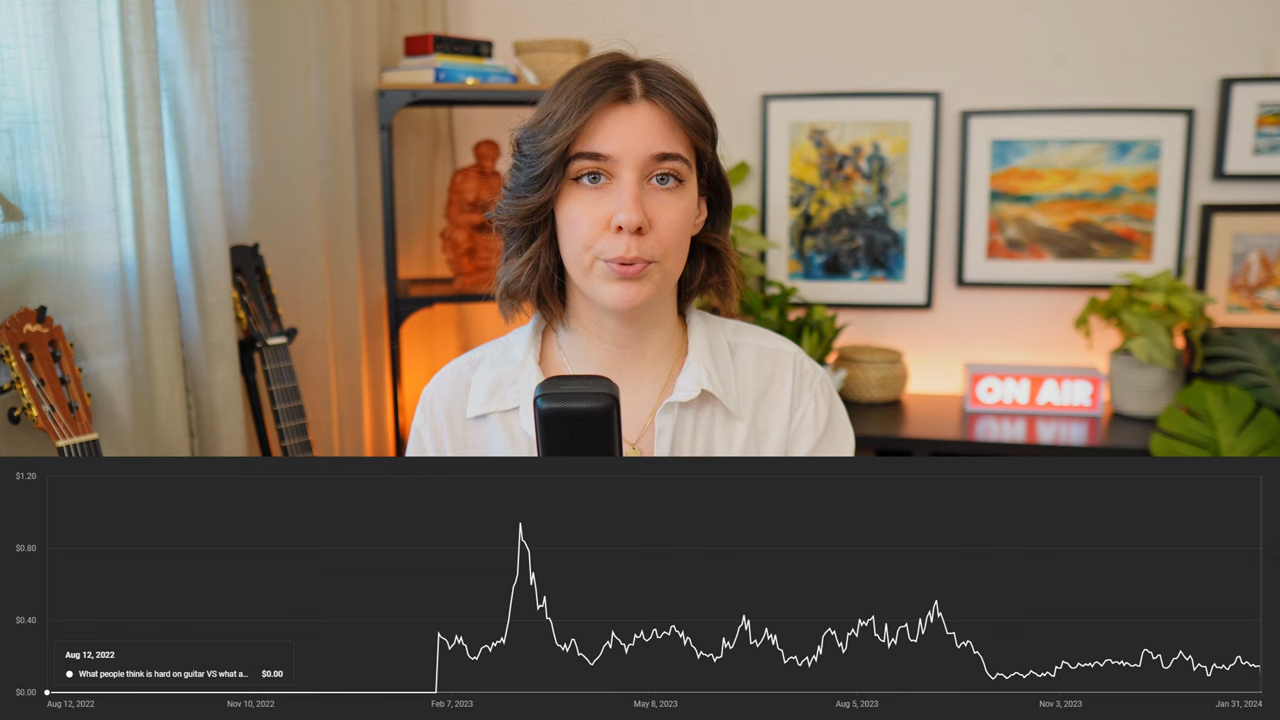 ON AIR
$1.20
$0.80
$0.40
Aug 12, 2022
What people think is hard on guitar VS what a... $0.00
$0.00
Aug 12, 2022 Nov 10, 2022 Feb 7, 2023 May 8, 2023 Aug 5, 2023 Nov 3, 2023 Jan 31, 2024